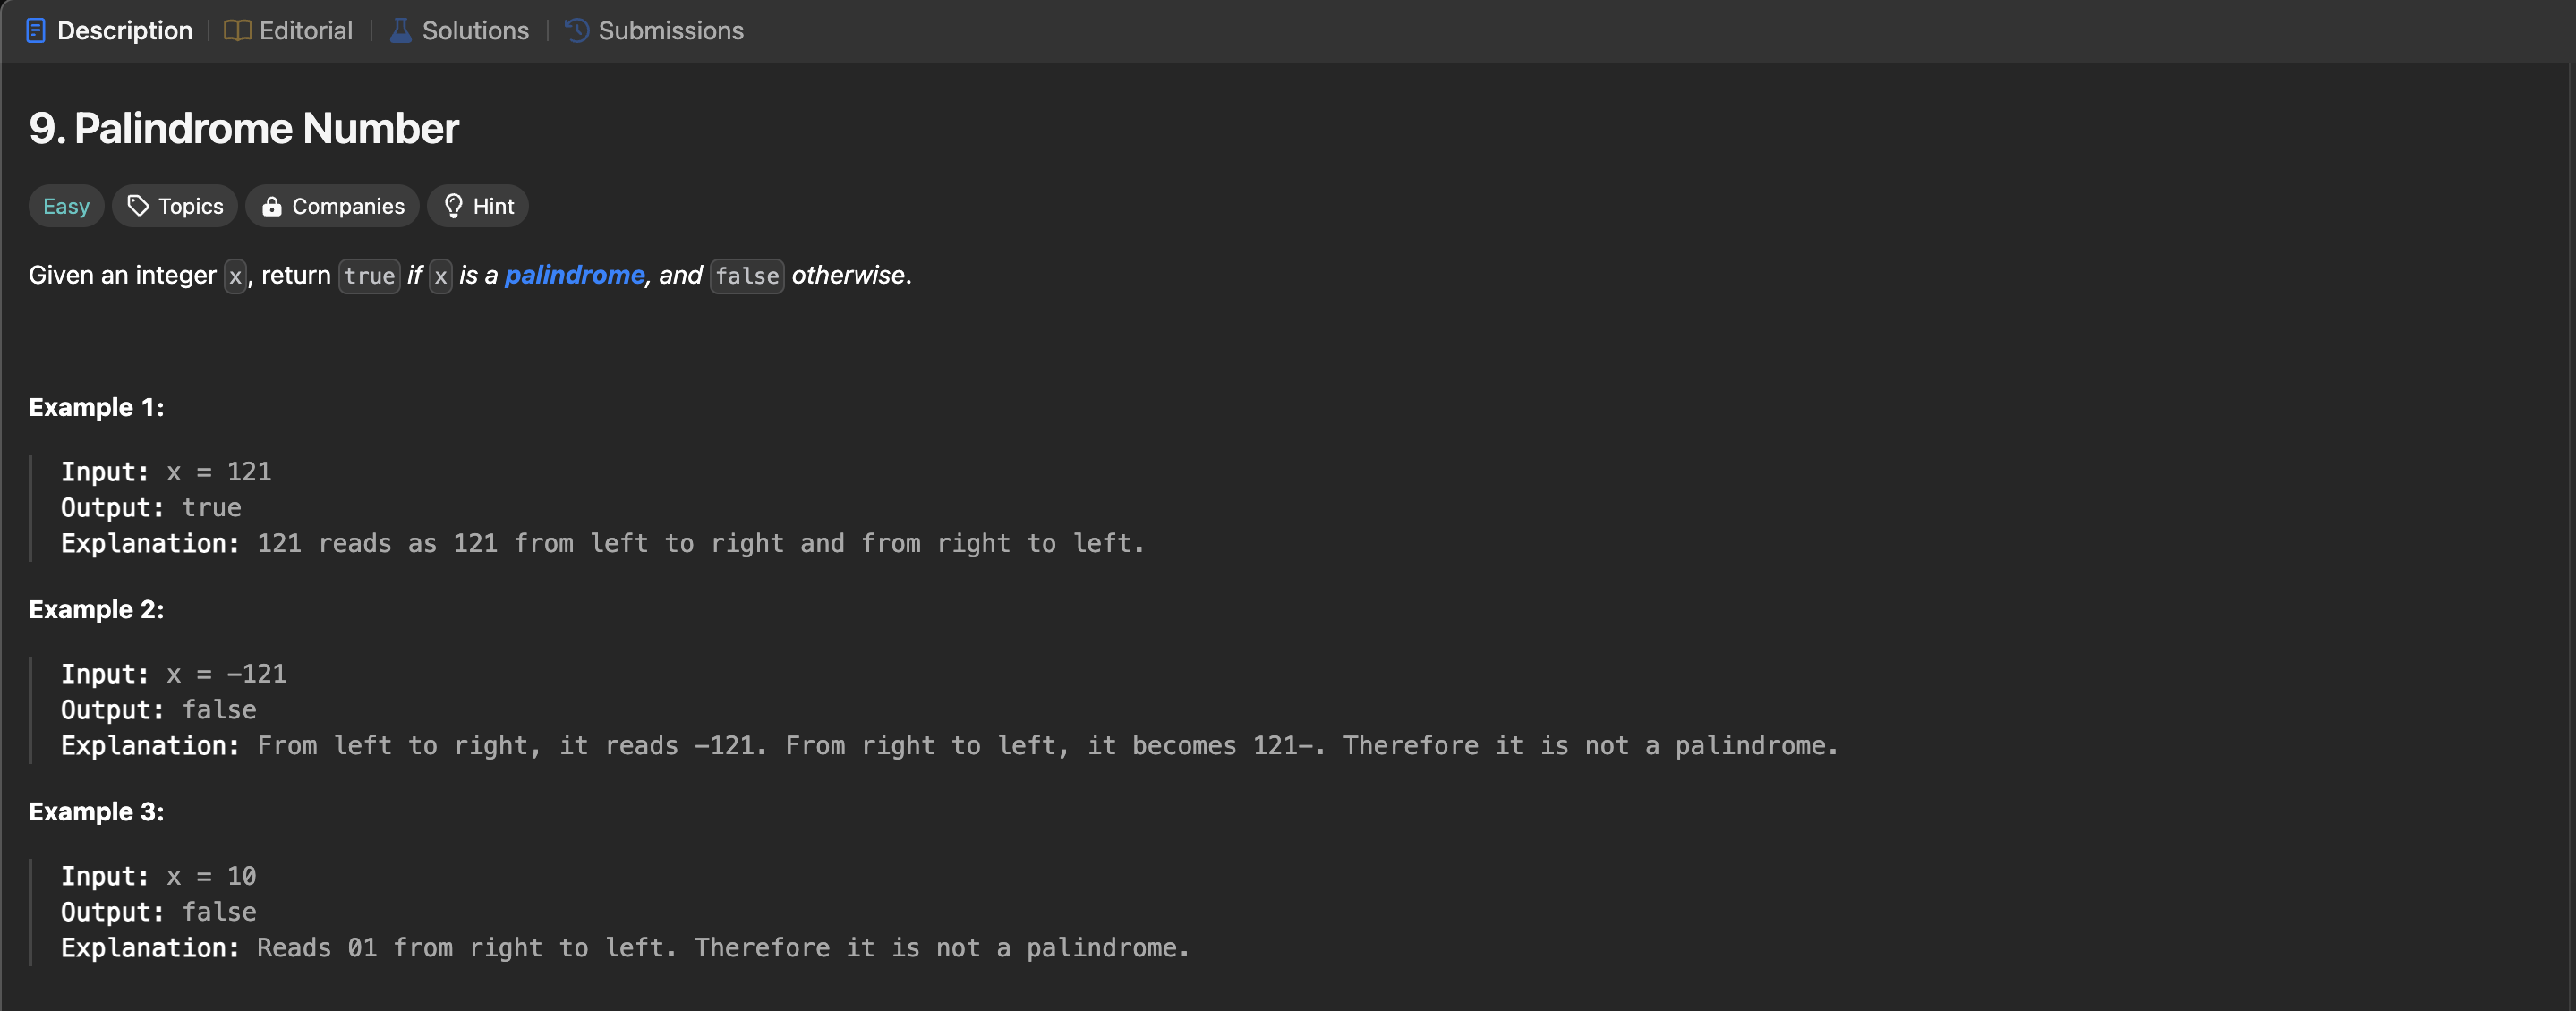 Description Editorial Solutions Submissions
9. Palindrome Number
Easy Topics Companies Hint
Given an integer x, return true if x is a palindrome, and false otherwise.
Example 1:
Input: x = 121
Output: true
Explanation: 121 reads as 121 from left to right and from right to left.
Example 2:
Input: x = -121
Output: false
Explanation: From left to right, it reads -121. From right to left, it becomes 121-. Therefore it is not a palindrome.
Example 3:
Input: x = 10
Output: false
Explanation: Reads 01 from right to left. Therefore it is not a palindrome.